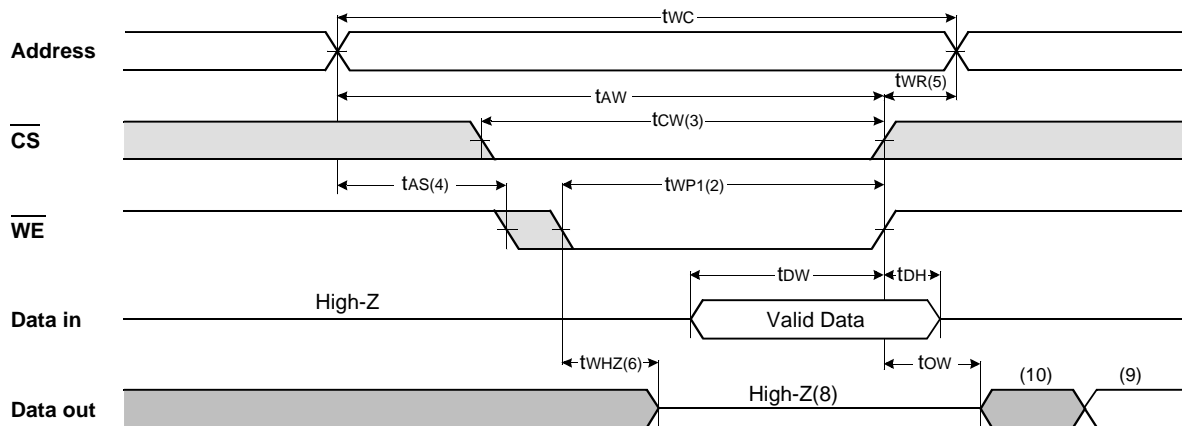 tWC
Address
tWR(5)
tAW
tCW(3)
CS
tAS(4)
tWP1(2)
WE
tDW
tDH
High-Z
Data in
Valid Data
tWHZ(6)
tOW
(10)
(9)
High-Z(8)
Data out